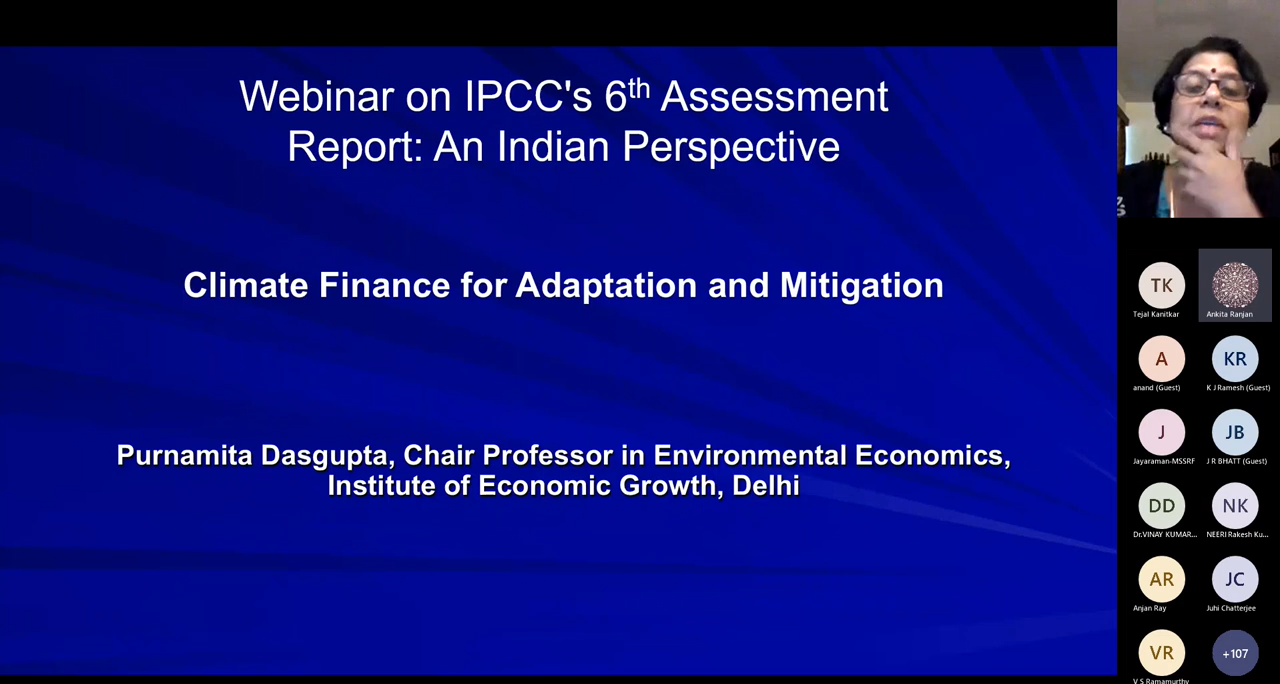 Webinar on IPCC's 6th Assessment
Report: An Indian Perspective
Climate Finance for Adaptation and Mitigation
Purnamita Dasgupta, Chair Professor in Environmental Economics,
Institute of Economic Growth, Delhi
TK
Tejal Kanitkar
Ankita Ranjan
A
anand (Guest)
KR
K J Ramesh (Guest)
J
Jayaraman-MSSRF
JB
J R BHATT (Guest)
DD
Dr.VINAY KUMAR...
NK
NEERI Rakesh Ku...
AR
Anjan Ray
JC
Juhi Chatterjee
VR
V S Ramamurthy
+107